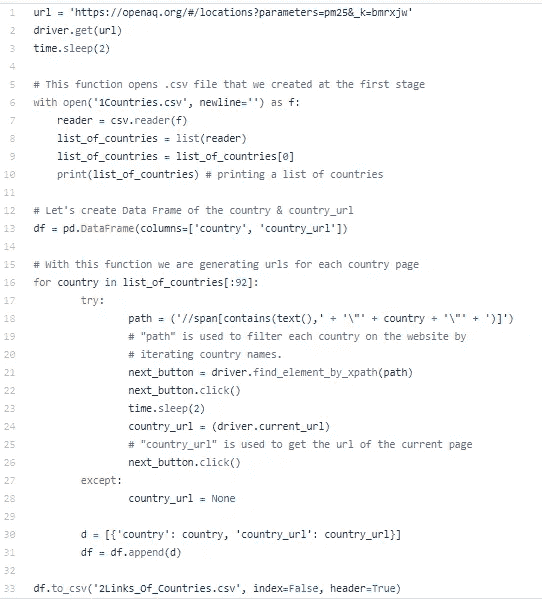 1 url = 'https://openaq.org/#/locations?parameters=pm25&_k=bmrxjw'
2 driver.get(url)
3 time.sleep(2)
4
5 # This function opens .csv file that we created at the first stage
6 with open('1Countries.csv', newline='') as f:
7 reader = csv.reader(f)
8 list_of_countries = list(reader)
9 list_of_countries = list_of_countries[0]
10 print(list_of_countries) # printing a list of countries
11
12 # Let's create Data Frame of the country & country_url
13 df = pd.DataFrame(columns=['country', 'country_url'])
14
15 # With this function we are generating urls for each country page
16 for country in list_of_countries[:92]:
17 try:
18 path = ('//span[contains(text(),' + '\"' + country + '\"' + ')]')
19 # "path" is used to filter each country on the website by
20 # iterating country names.
21 next_button = driver.find_element_by_xpath(path)
22 next_button.click()
23 time.sleep(2)
24 country_url = (driver.current_url)
25 # "country_url" is used to get the url of the current page
26 next_button.click()
27 except:
28 country_url = None
29
30 d = [{'country': country, 'country_url': country_url}]
31 df = df.append(d)
32
33 df.to_csv('2Links_Of_Countries.csv', index=False, header=True)